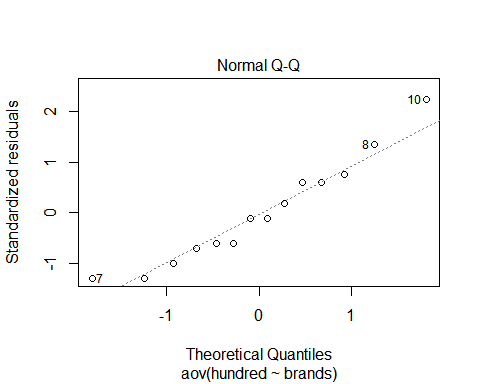 Normal Q-Q
Standardized residuals
2
1
0
-1
10
8
7
-1
0
1
Theoretical Quantiles
aov(hundred ~ brands)